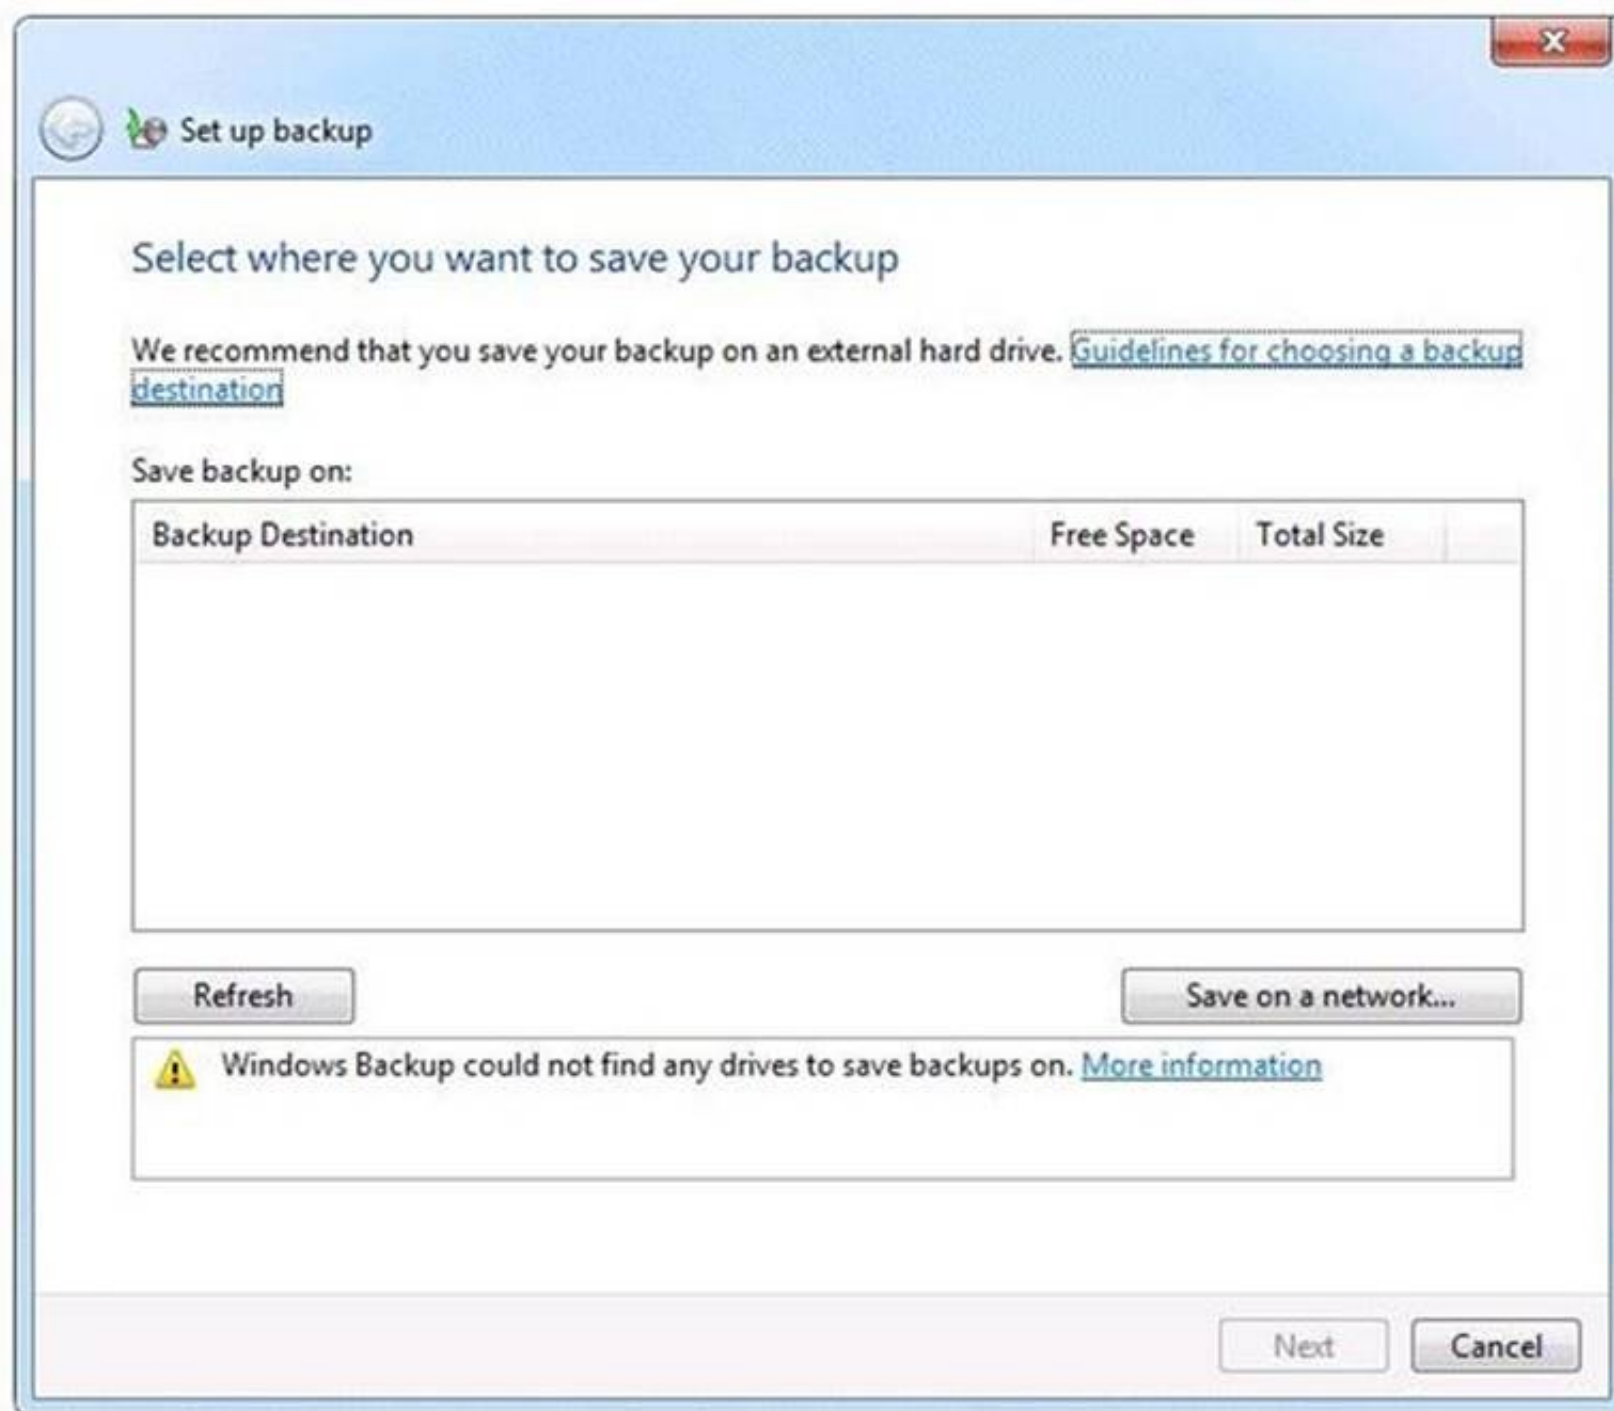 Set up backup
Select where you want to save your backup
We recommend that you save your backup on an external hard drive. Guidelines for choosing a backup
destination
Save backup on:
Backup Destination Free Space Total Size
Refresh Save on a network...
Windows Backup could not find any drives to save backups on. More information
Next Cancel